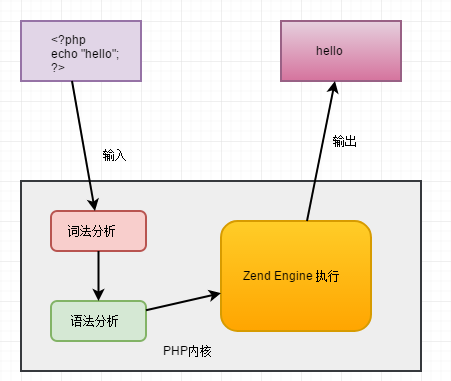 <?php
echo "hello";
?>
hello
输入
输出
词法分析
Zend Engine 执行
语法分析
PHP内核